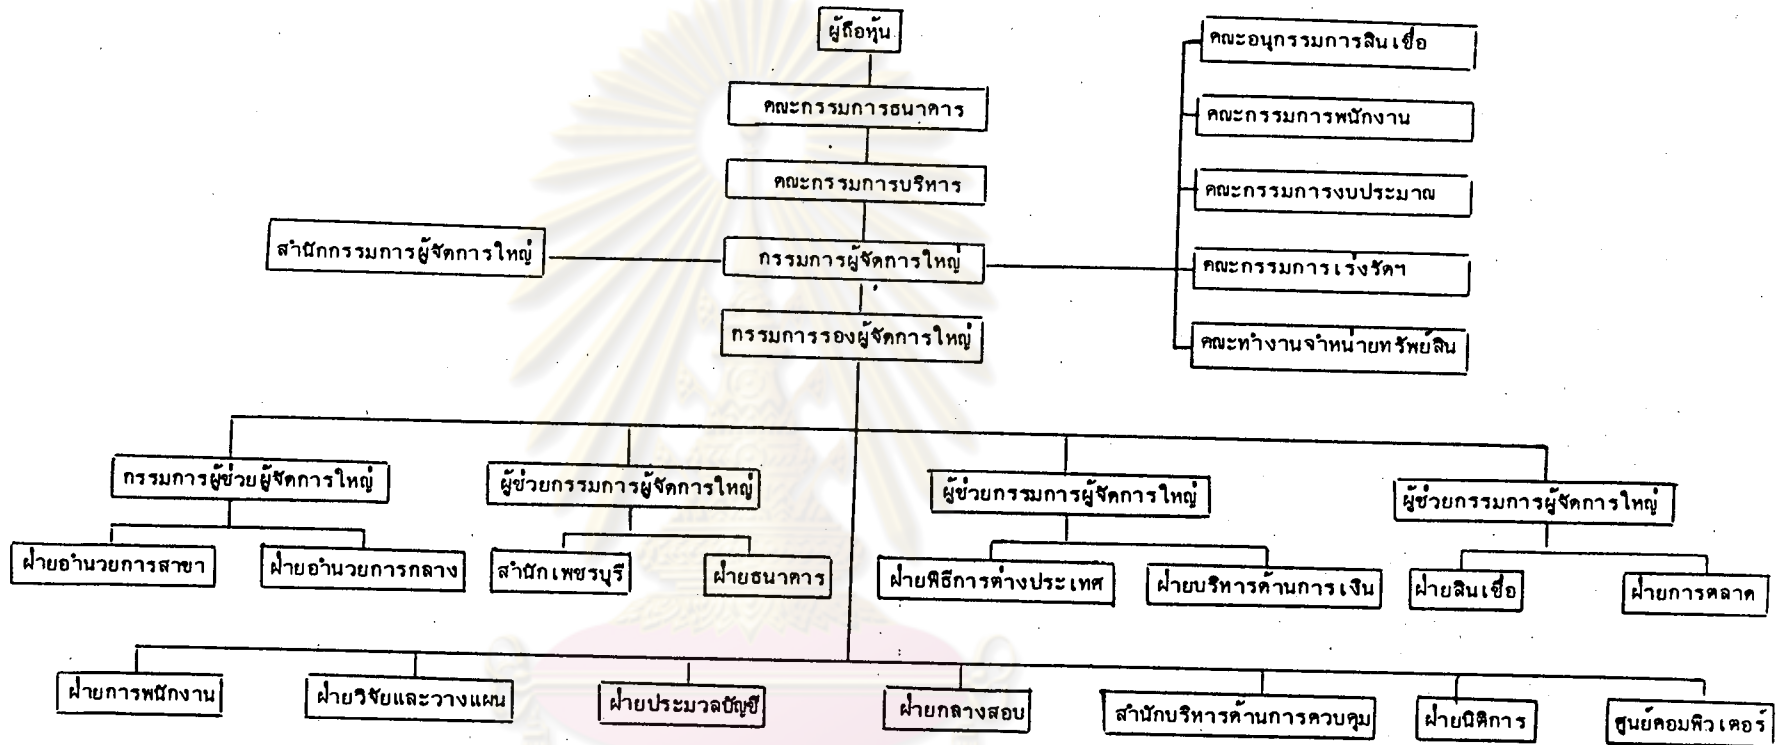 ผู้ถือหุ้น
คณะกรรมการธนาคาร
คณะกรรมการบริหาร
สำนักกรรมการผู้จัดการใหญ่
กรรมการผู้จัดการใหญ่
กรรมการรองผู้จัดการใหญ่
คณะอนุกรรมการสินเชื่อ
คณะกรรมการพนักงาน
คณะกรรมการงบประมาณ
คณะกรรมการเร่งรัดฯ
คณะทำงานจำหน่ายทรัพย์สิน
กรรมการผู้ช่วยผู้จัดการใหญ่
ผู้ช่วยกรรมการผู้จัดการใหญ่
ผู้ช่วยกรรมการผู้จัดการใหญ่
ผู้ช่วยกรรมการผู้จัดการใหญ่
ฝ่ายอำนวยการสาขา
ฝ่ายอำนวยการกลาง
สำนักเพชรบุรี
ฝ่ายธนาคาร
ฝ่ายพิธีการต่างประเทศ
ฝ่ายบริหารด้านการเงิน
ฝ่ายสินเชื่อ
ฝ่ายการตลาด
ฝ่ายการพนักงาน
ฝ่ายวิจัยและวางแผน
ฝ่ายประมวลบัญชี
ฝ่ายกลางสอบ
สำนักบริหารด้านการควบคุม
ฝ่ายนิติการ
ศูนย์คอมพิวเตอร์